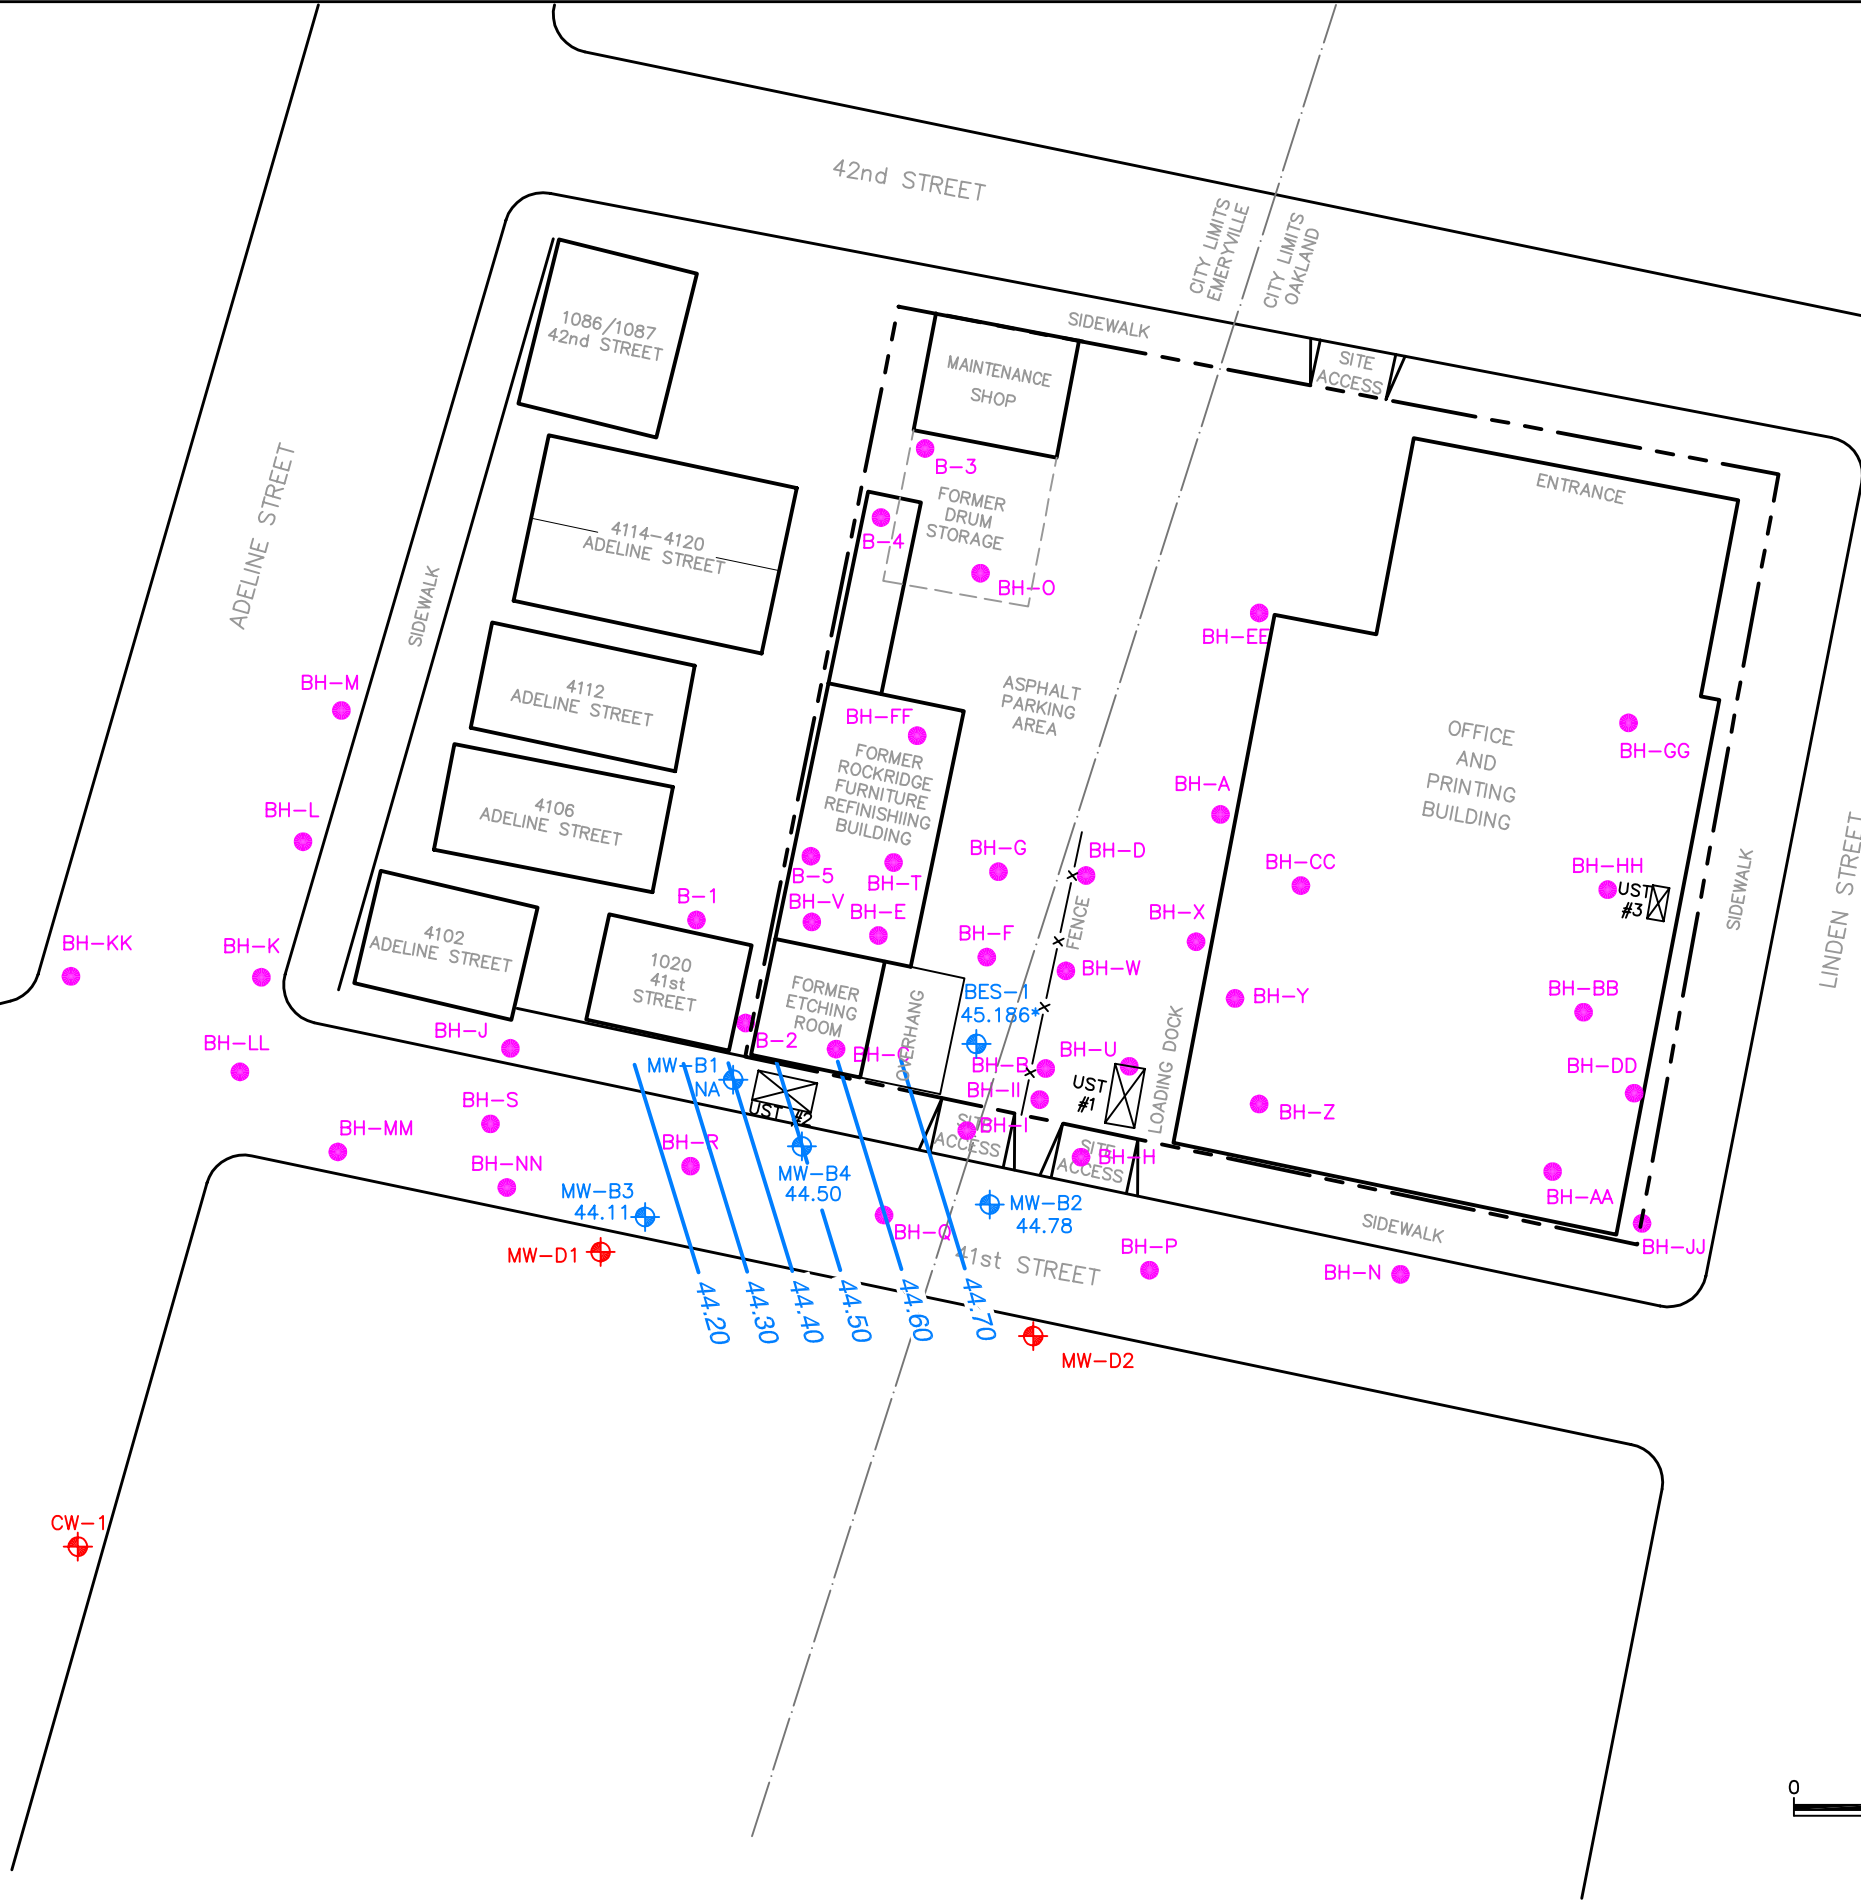 42nd STREET
CITY LIMITS
EMERYVILLE
CITY LIMITS
OAKLAND
SIDEWALK
1086/1087
42nd STREET
MAINTENANCE
SHOP
SITE
ACCESS
B-3
ENTRANCE
FORMER
DRUM
STORAGE
B-4
BH-O
4114-4120
ADELINE STREET
ADELINE STREET
SIDEWALK
BH-EE
BH-M
4112
ADELINE STREET
ASPHALT
PARKING
AREA
BH-FF
FORMER
ROCKRIDGE
FURNITURE
REFINISHIING
BUILDING
OFFICE
AND
PRINTING
BUILDING
BH-GG
BH-A
BH-L
4106
ADELINE STREET
BH-G
BH-D
BH-CC
BH-HH
UST
#3
SIDEWALK
LINDEN STREET
B-5
BH-T
B-1
BH-V
BH-E
BH-X
FENCE
BH-F
BH-W
BH-KK
BH-K
4102
ADELINE STREET
1020
41st
STREET
FORMER
ETCHING
ROOM
OVERHANG
BES-1
45.186*
BH-Y
BH-BB
BH-LL
BH-J
B-2
BH-C
BH-B
BH-U
BH-II
UST
#1
LOADING DOCK
BH-DD
MW-B1
NA
UST #2
BH-Z
BH-S
BH-MM
BH-R
BH-I
SITE
ACCESS
BH-H
SITE
ACCESS
BH-NN
MW-B3
44.11
MW-B4
44.50
MW-B2
44.78
BH-AA
SIDEWALK
BH-Q
MW-D1
41st STREET
BH-P
BH-N
BH-JJ
44.20
44.30
44.40
44.50
44.60
44.70
MW-D2
CW-1
0